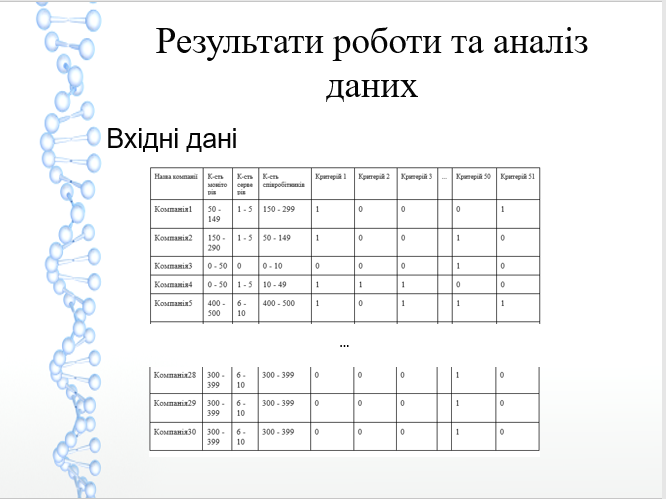 Результати роботи та аналіз
даних
Вхідні дані
Назва компанії К-сть моніто рів К-сть серве рів К-сть співробітників Критерій 1 Критерій 2 Критерій 3 ... Критерій 50 Критерій 51
Компанія1 50 - 149 1 - 5 150 - 299 1 0 0 0 1
Компанія2 150 - 290 1 - 5 50 - 149 1 0 0 1 0
Компанія3 0 - 50 0 0 - 10 0 0 0 1 0
Компанія4 0 - 50 1 - 5 10 - 49 1 1 1 0 0
Компанія5 400 - 500 6 - 10 400 - 500 1 0 1 1 1
...
Компанія28 300 - 399 6 - 10 300 - 399 0 0 0 1 0
Компанія29 300 - 399 6 - 10 300 - 399 0 0 0 1 0
Компанія30 300 - 399 6 - 10 300 - 399 0 0 0 1 0